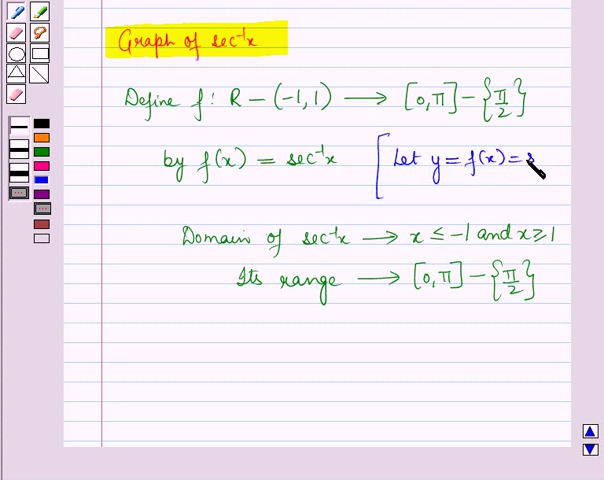 Graph of sec⁻¹x
Define f: R − (−1, 1) ⟶ [0, π] − {π/2}
by f(x) = sec⁻¹x [Let y = f(x) = s
Domain of sec⁻¹x ⟶ x ≤ −1 and x ≥ 1
Its range ⟶ [0, π] − {π/2}